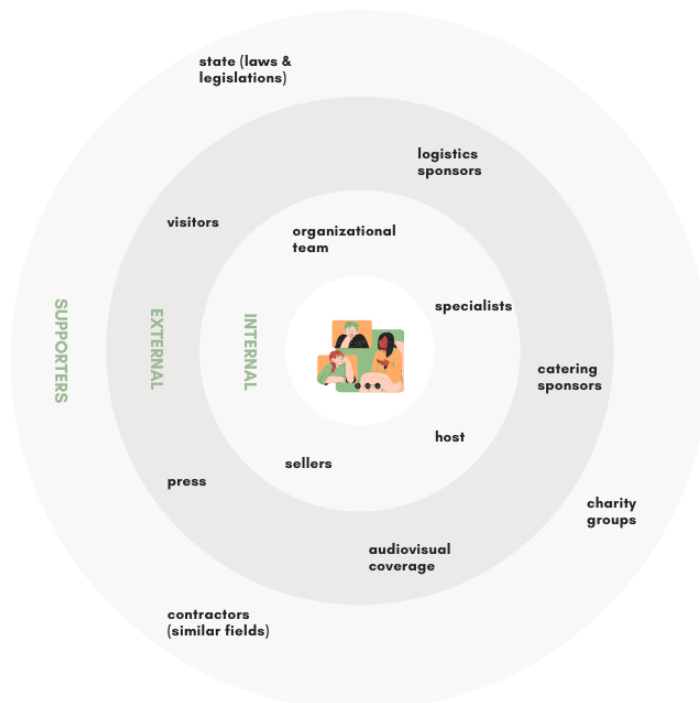 state (laws &
legislations)
logistics
sponsors
visitors
organizational
team
specialists
SUPPORTERS
EXTERNAL
INTERNAL
catering
sponsors
host
sellers
press
charity
groups
audiovisual
coverage
contractors
(similar fields)